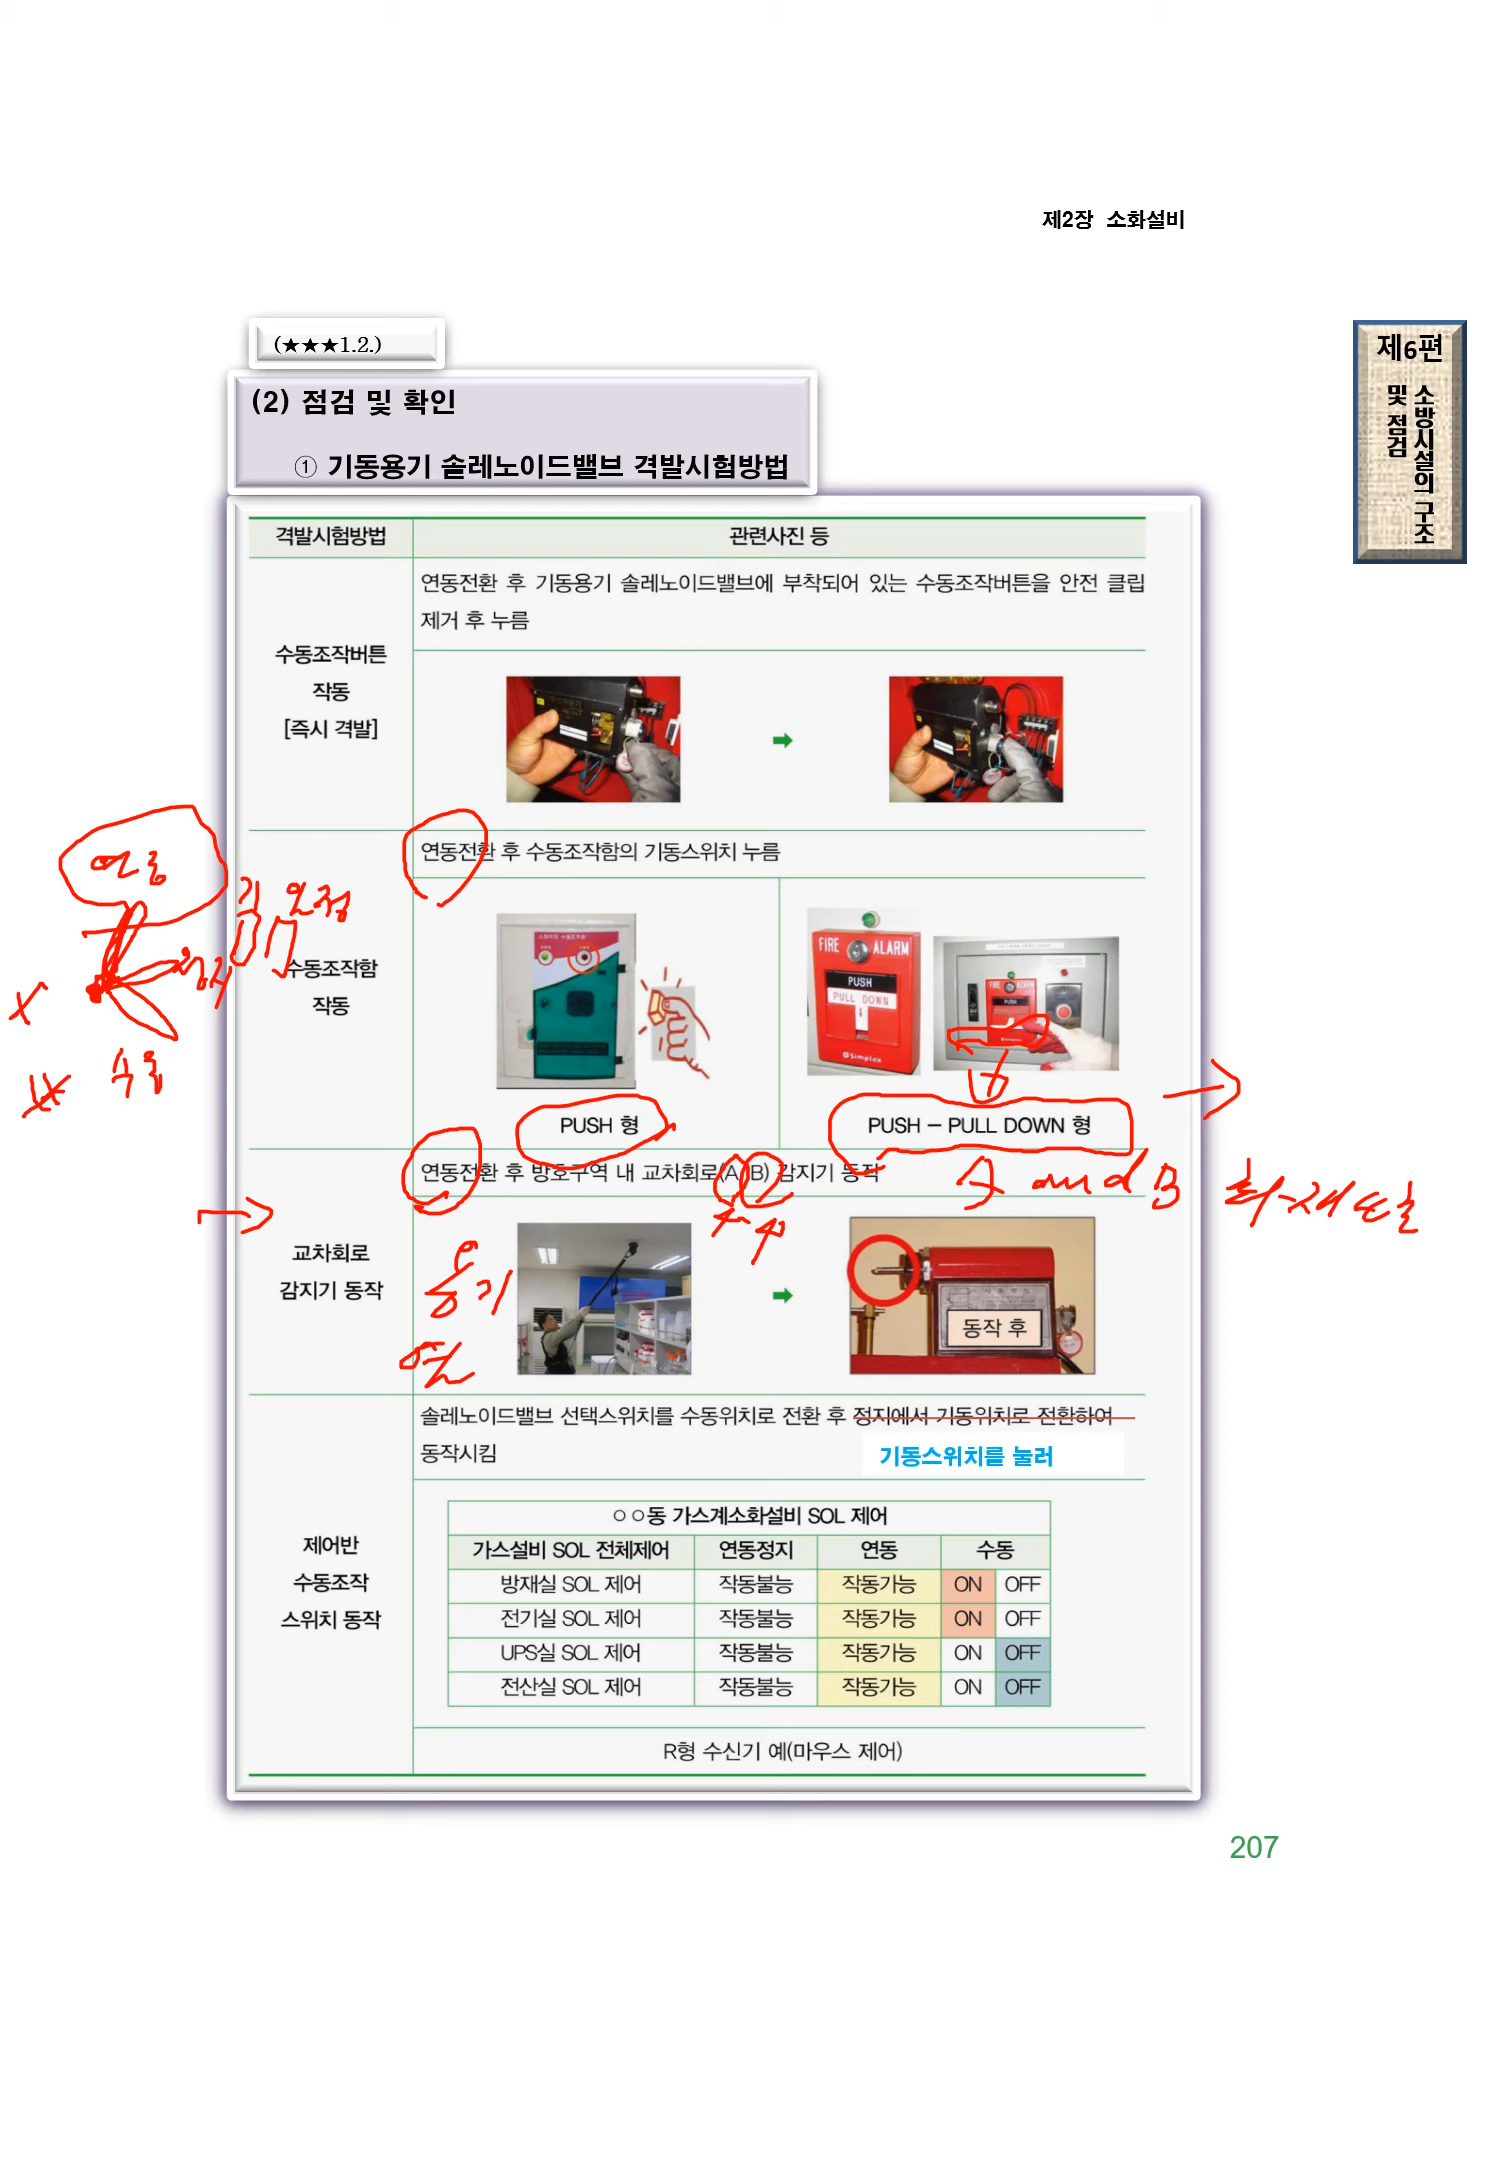 제2장 소화설비
(★★★1.2.)
제6편
소방시설의 구조
및 점검
(2) 점검 및 확인
① 기동용기 솔레노이드밸브 격발시험방법
격발시험방법 관련사진 등
연동전환 후 기동용기 솔레노이드밸브에 부착되어 있는 수동조작버튼을 안전 클립
제거 후 누름
수동조작버튼
작동
[즉시 격발]
연동전환 후 수동조작함의 기동스위치 누름
연동
수동
수동조작함
작동
FIRE ALARM
PUSH
PULL DOWN
Simplex
PUSH 형
PUSH – PULL DOWN 형
연동전환 후 방호구역 내 교차회로(A, B) 감지기 동작
A and B
교차회로
감지기 동작
연기
열
동작 후
솔레노이드밸브 선택스위치를 수동위치로 전환 후 정지에서 기동위치로 전환하여
동작시킴
기동스위치를 눌러
제어반
수동조작
스위치 동작
○○동 가스계소화설비 SOL 제어
가스설비 SOL 전체제어 연동정지 연동 수동
방재실 SOL 제어 작동불능 작동가능 ON OFF
전기실 SOL 제어 작동불능 작동가능 ON OFF
UPS실 SOL 제어 작동불능 작동가능 ON OFF
전산실 SOL 제어 작동불능 작동가능 ON OFF
R형 수신기 예(마우스 제어)
207